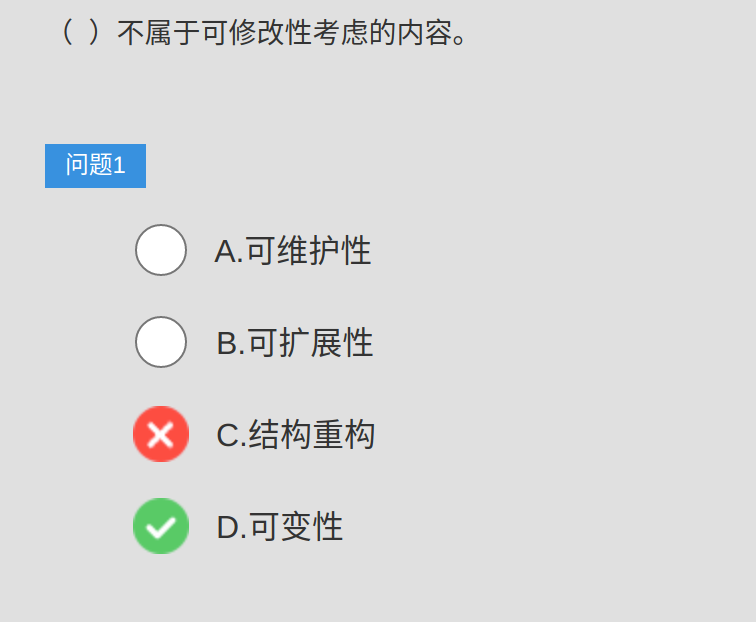 （ ）不属于可修改性考虑的内容。
问题1
A.可维护性
B.可扩展性
C.结构重构
D.可变性